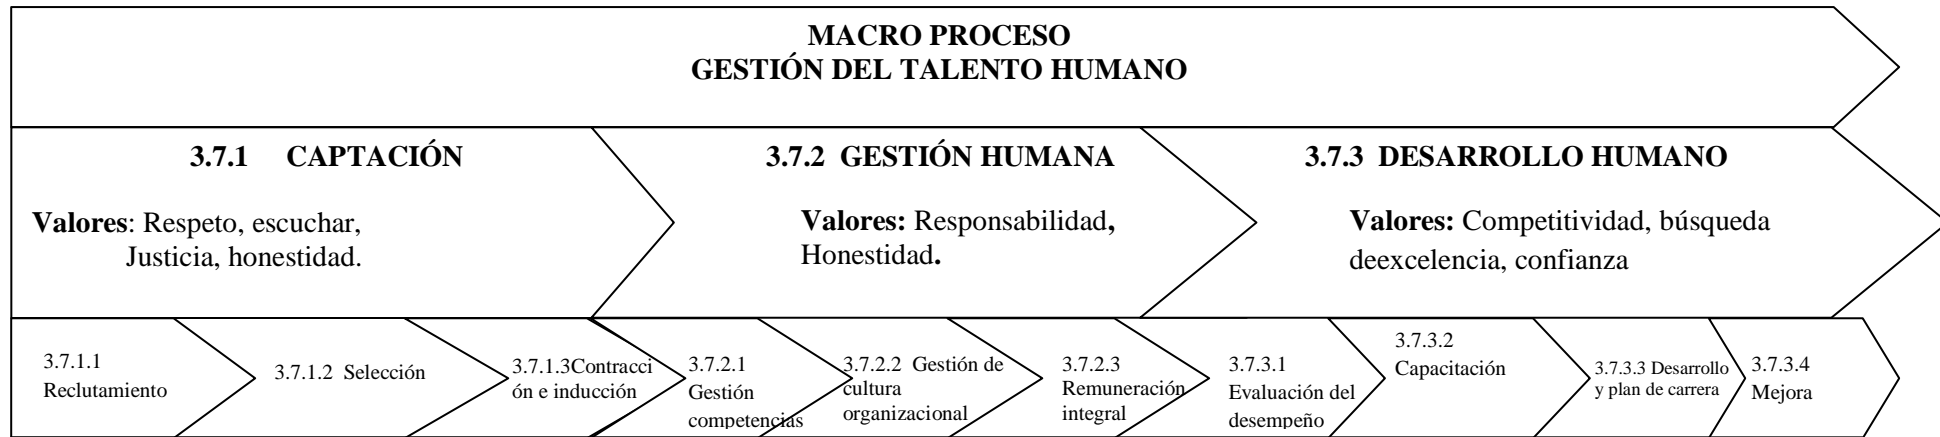 MACRO PROCESO
GESTIÓN DEL TALENTO HUMANO
3.7.1 CAPTACIÓN
Valores: Respeto, escuchar,
Justicia, honestidad.
3.7.2 GESTIÓN HUMANA
Valores: Responsabilidad,
Honestidad.
3.7.3 DESARROLLO HUMANO
Valores: Competitividad, búsqueda
deexcelencia, confianza
3.7.1.1
Reclutamiento
3.7.1.2 Selección
3.7.1.3Contracci
ón e inducción
3.7.2.1
Gestión
competencias
3.7.2.2 Gestión de
cultura
organizacional
3.7.2.3
Remuneración
integral
3.7.3.1
Evaluación del
desempeño
3.7.3.2
Capacitación
3.7.3.3 Desarrollo
y plan de carrera
3.7.3.4
Mejora